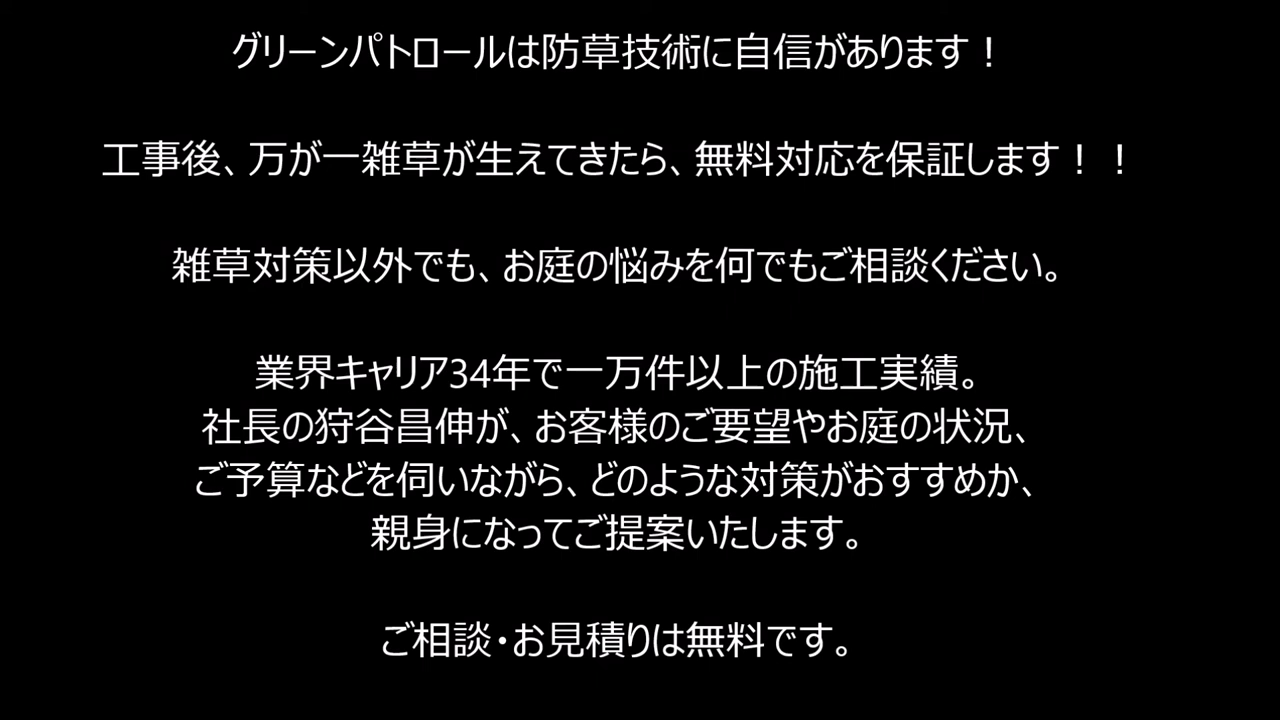 グリーンパトロールは防草技術に自信があります！
工事後、万が一雑草が生えてきたら、無料対応を保証します！！
雑草対策以外でも、お庭の悩みを何でもご相談ください。
業界キャリア34年で一万件以上の施工実績。
社長の狩谷昌伸が、お客様のご要望やお庭の状況、
ご予算などを伺いながら、どのような対策がおすすめか、
親身になってご提案いたします。
ご相談・お見積りは無料です。